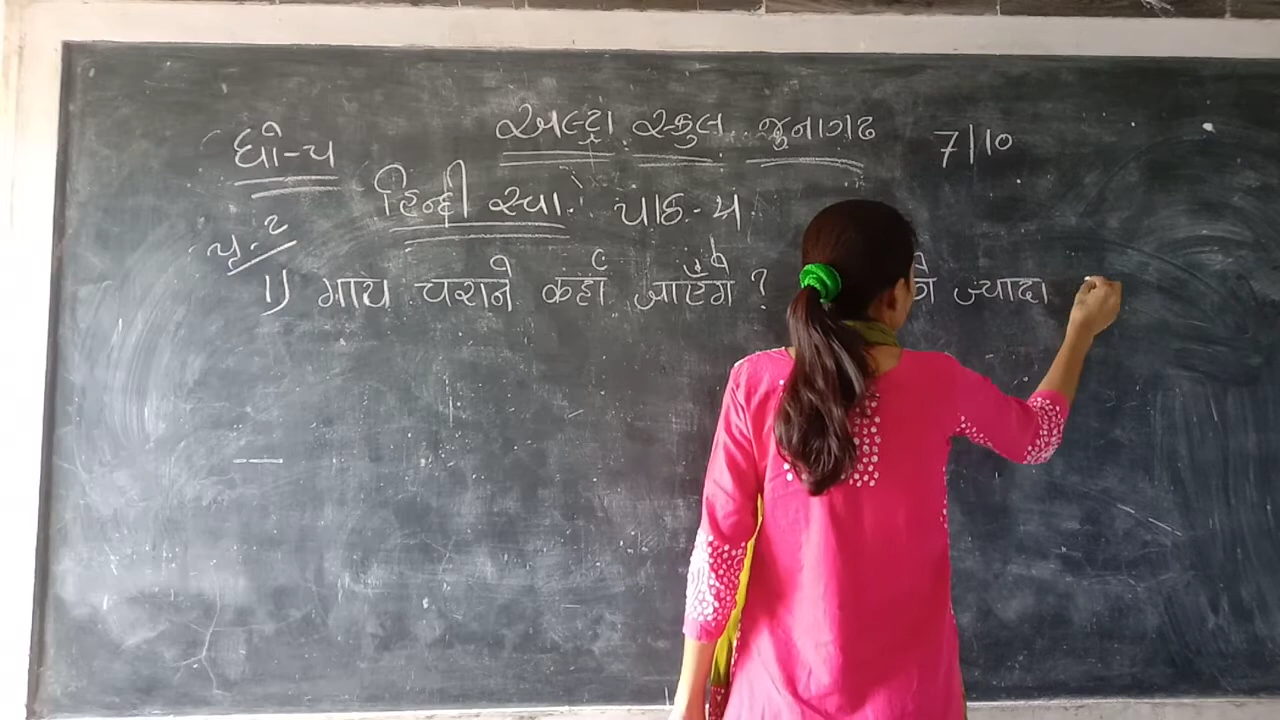 અલ્ટ્રા સ્કુલ જૂનાગઢ 7/10
ધો-૫
હિન્દી સ્વા. પાઠ-૫
પ્ર-૨
1) गाय चराने कहाँ जाएँगे ? ज्यादा